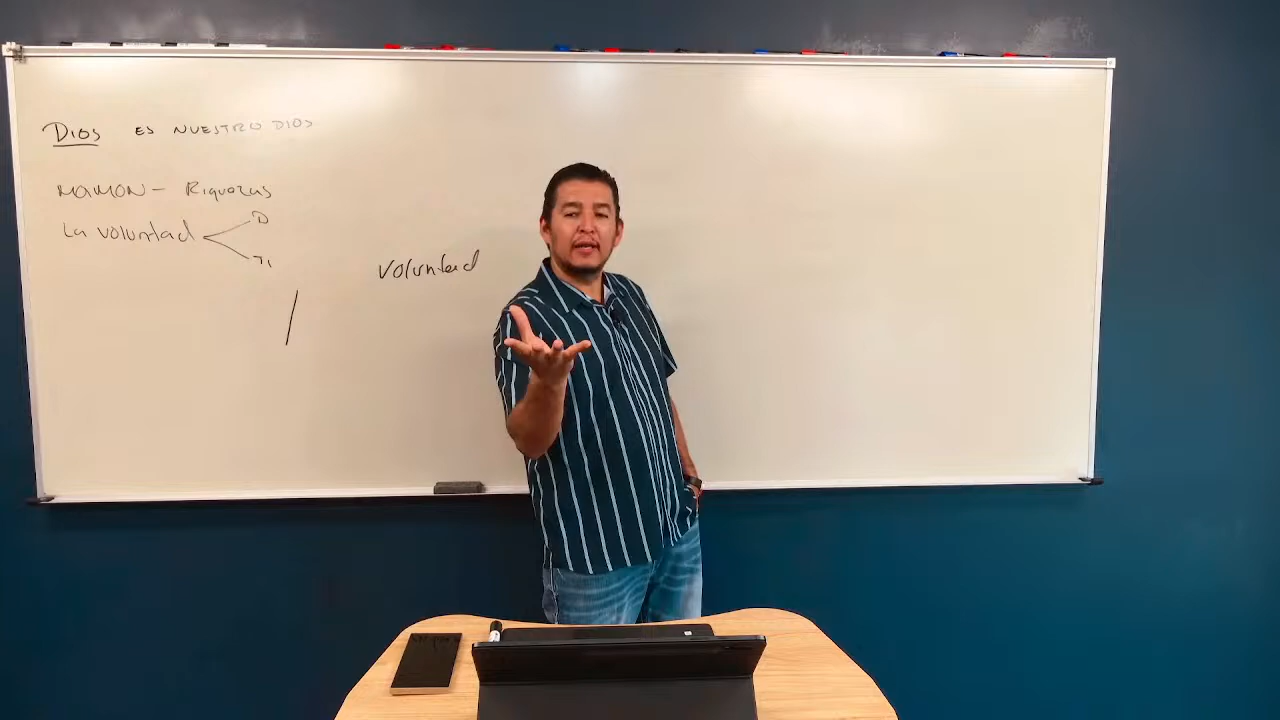 DIOS ES NUESTRO DIOS
MAMON – Riquezas
La voluntad D
voluntad